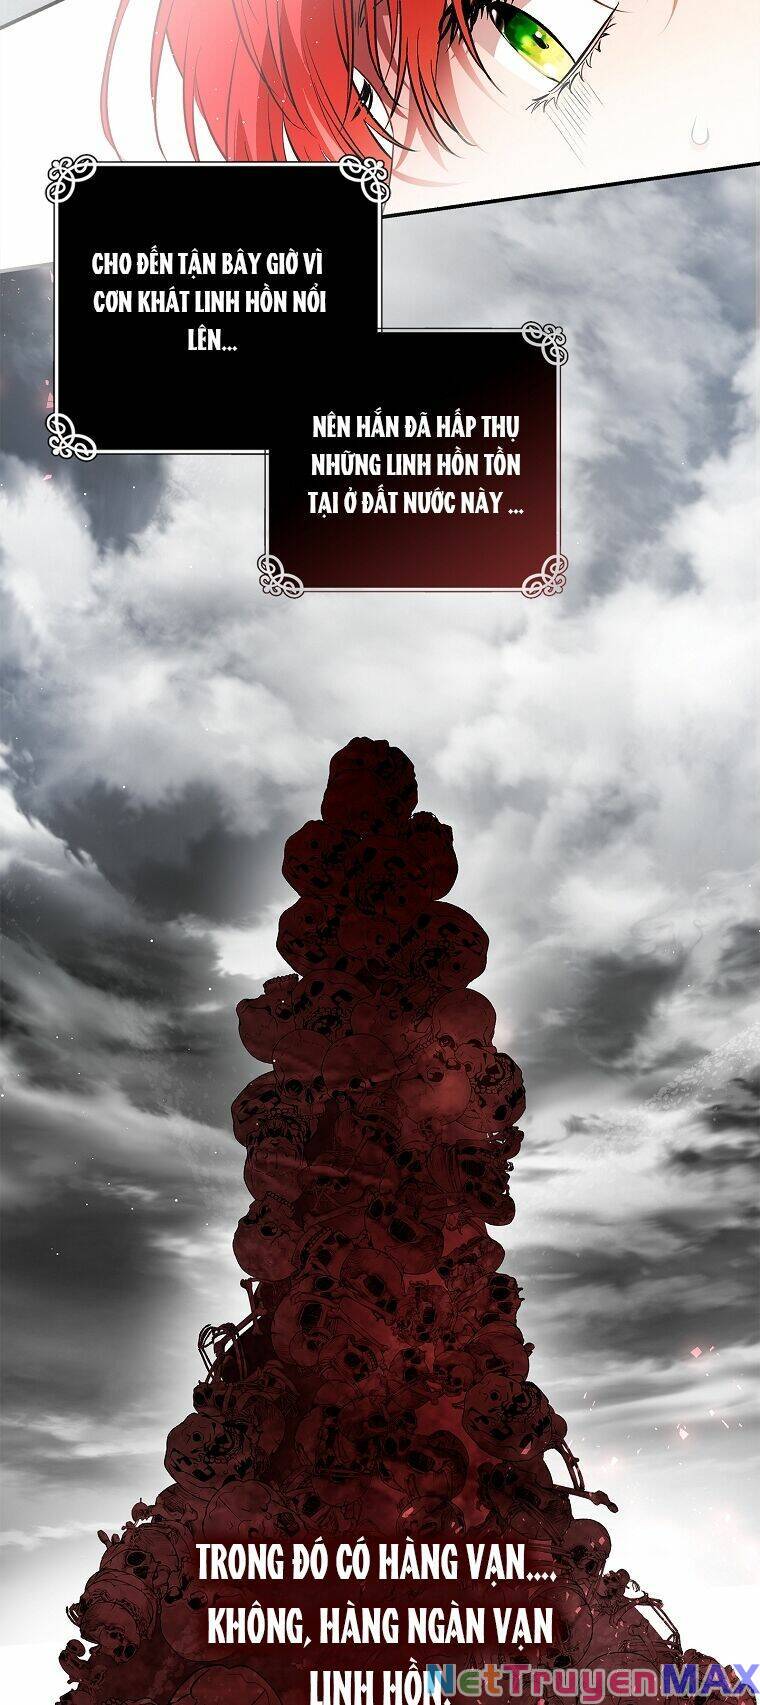 CHO ĐẾN TẬN BÂY GIỜ VÌ
CƠN KHÁT LINH HỒN NỔI
LÊN...
NÊN HẮN ĐÃ HẤP THỤ
NHỮNG LINH HỒN TỒN
TẠI Ở ĐẤT NƯỚC NÀY ...
TRONG ĐÓ CÓ HÀNG VẠN....
KHÔNG, HÀNG NGÀN VẠN
LINH HỒN.
NetTruyenMAX